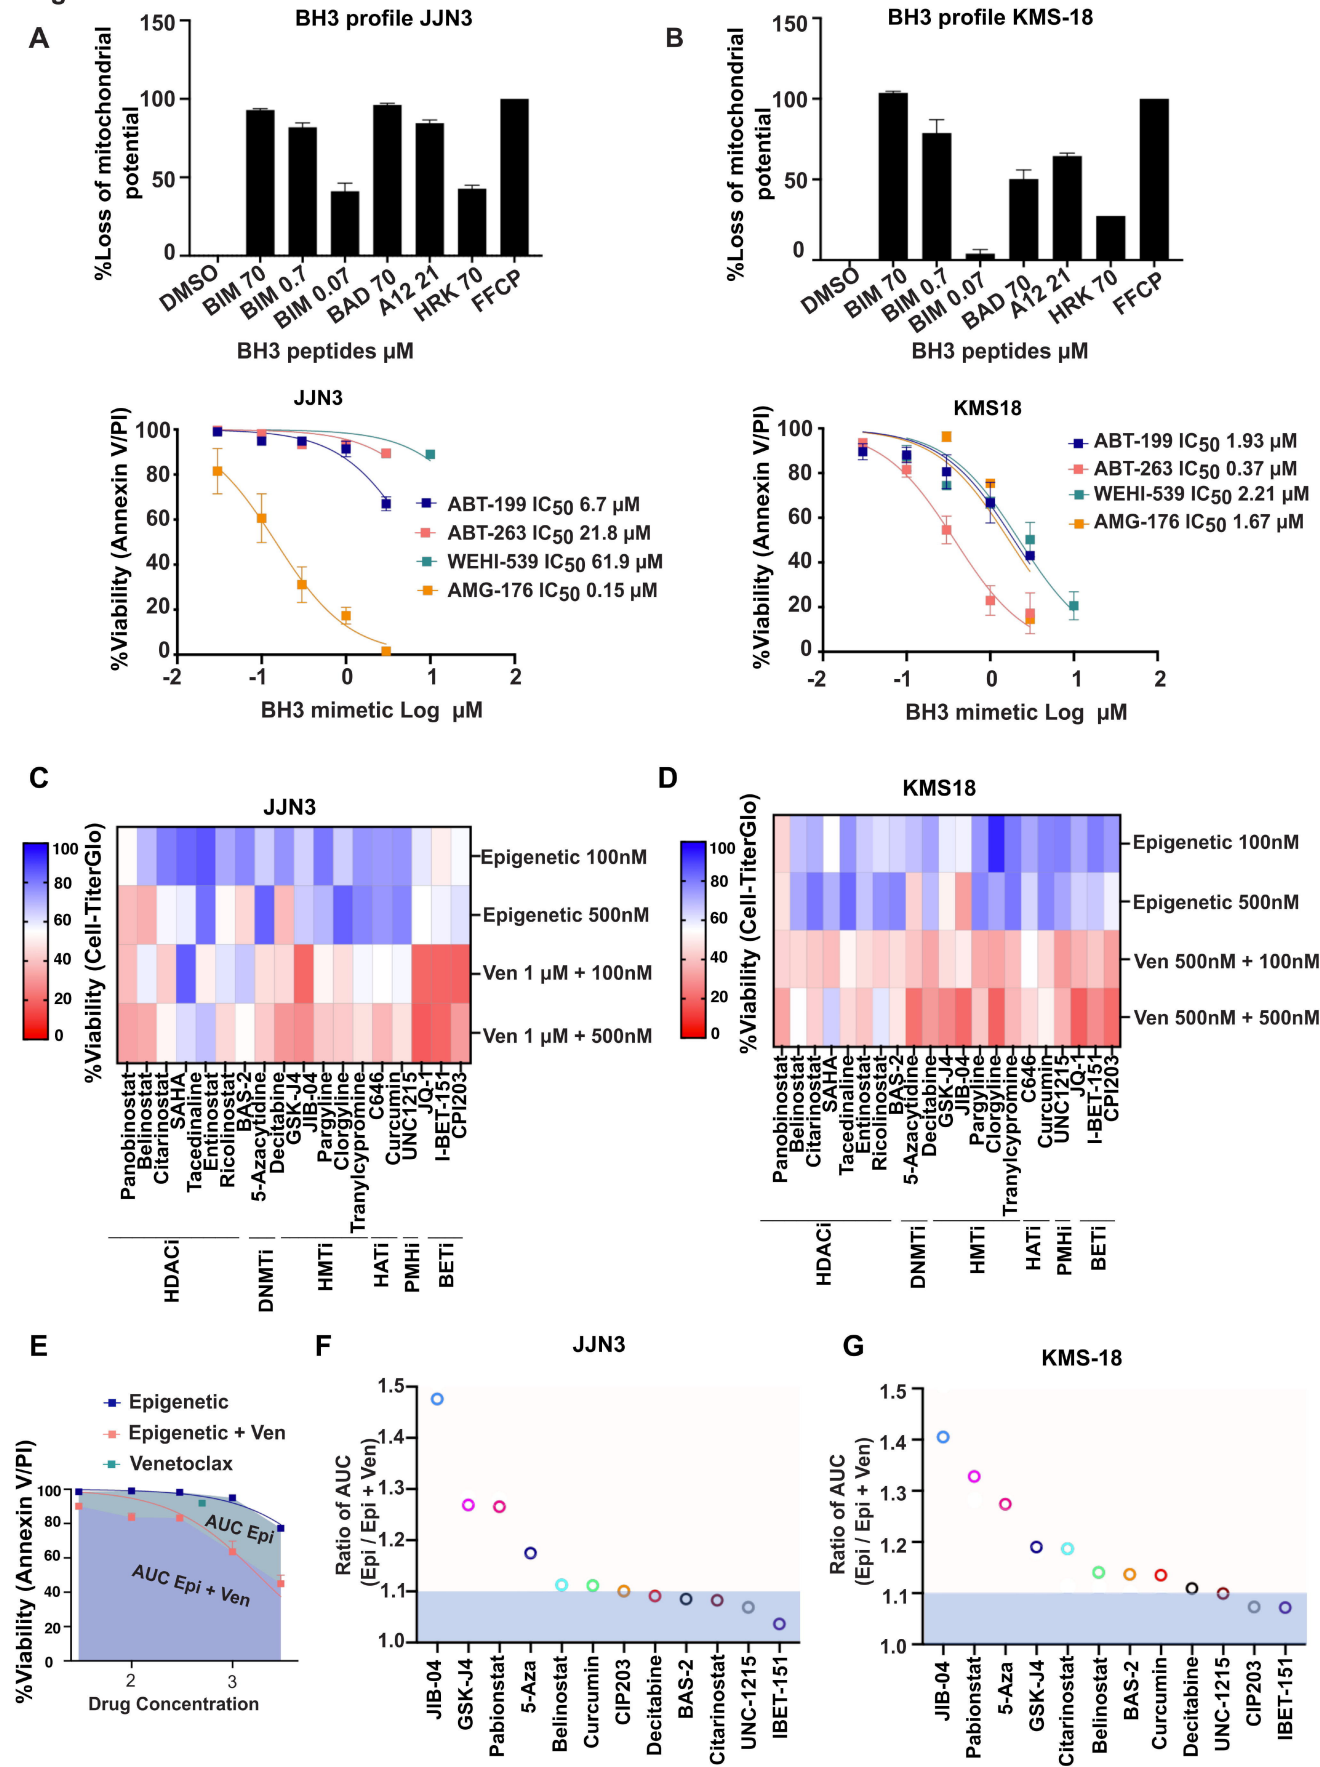 A
BH3 profile JJN3
%Loss of mitochondrial
potential
150
100
50
0
DMSO
BIM 70
BIM 0.7
BIM 0.07
BAD 70
A12 21
HRK 70
FFCP
BH3 peptides µM
B
BH3 profile KMS-18
%Loss of mitochondrial
potential
150
100
50
0
DMSO
BIM 70
BIM 0.7
BIM 0.07
BAD 70
A12 21
HRK 70
FFCP
BH3 peptides µM
JJN3
%Viability (Annexin V/PI)
100
80
60
40
20
0
-2
-1
0
1
2
BH3 mimetic Log µM
ABT-199 IC50 6.7 µM
ABT-263 IC50 21.8 µM
WEHI-539 IC50 61.9 µM
AMG-176 IC50 0.15 µM
KMS18
%Viability (Annexin V/PI)
100
80
60
40
20
0
-2
-1
0
1
2
BH3 mimetic Log µM
ABT-199 IC50 1.93 µM
ABT-263 IC50 0.37 µM
WEHI-539 IC50 2.21 µM
AMG-176 IC50 1.67 µM
C
JJN3
100
80
60
40
20
0
%Viability (Cell-TiterGlo)
Epigenetic 100nM
Epigenetic 500nM
Ven 1 µM + 100nM
Ven 1 µM + 500nM
Panobinostat
Belinostat
Citarinostat
SAHA
Tacedinaline
Entinostat
Ricolinostat
BAS-2
5-Azacytidine
Decitabine
GSK-J4
JIB-04
Pargyline
Clorgyline
Tranylcypromine
C646
Curcumin
UNC1215
JQ-1
I-BET-151
CPI203
HDACi
DNMTi
HMTi
HATi
PMHi
BETi
D
KMS18
100
80
60
40
20
0
%Viability (Cell-TiterGlo)
Epigenetic 100nM
Epigenetic 500nM
Ven 500nM + 100nM
Ven 500nM + 500nM
Panobinostat
Belinostat
Citarinostat
SAHA
Tacedinaline
Entinostat
Ricolinostat
BAS-2
5-Azacytidine
Decitabine
GSK-J4
JIB-04
Pargyline
Clorgyline
Tranylcypromine
C646
Curcumin
UNC1215
JQ-1
I-BET-151
CPI203
HDACi
DNMTi
HMTi
HATi
PMHi
BETi
E
Epigenetic
Epigenetic + Ven
Venetoclax
%Viability (Annexin V/PI)
100
80
60
40
20
0
AUC Epi
AUC Epi + Ven
2
3
Drug Concentration
F
JJN3
Ratio of AUC
(Epi / Epi + Ven)
1.5
1.4
1.3
1.2
1.1
1.0
JIB-04
GSK-J4
Pabionstat
5-Aza
Belinostat
Curcumin
CIP203
Decitabine
BAS-2
Citarinostat
UNC-1215
IBET-151
G
KMS-18
Ratio of AUC
(Epi / Epi + Ven)
1.5
1.4
1.3
1.2
1.1
1.0
JIB-04
Pabionstat
5-Aza
GSK-J4
Citarinostat
Belinostat
BAS-2
Curcumin
Decitabine
UNC-1215
CIP203
IBET-151